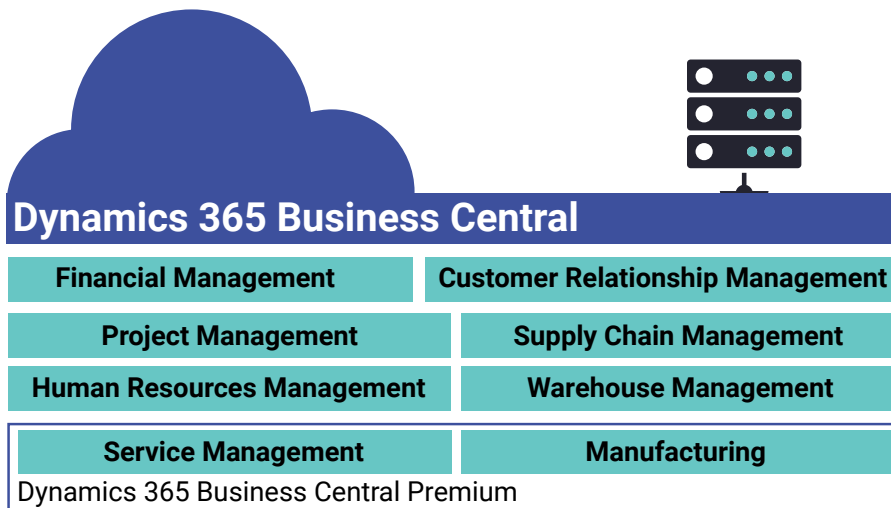 Dynamics 365 Business Central
Financial Management
Customer Relationship Management
Project Management
Supply Chain Management
Human Resources Management
Warehouse Management
Service Management
Manufacturing
Dynamics 365 Business Central Premium